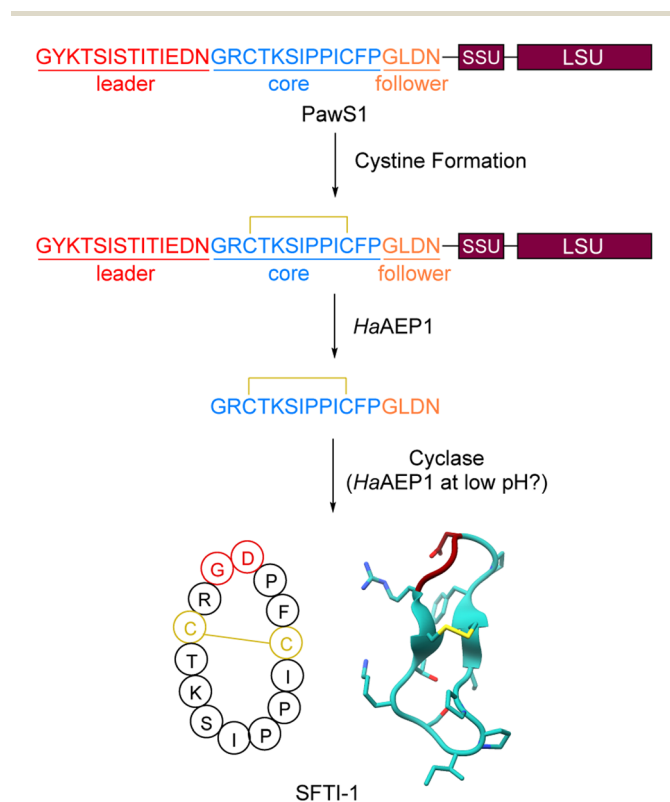 GYKTSISTITIEDNGRCTKSIPPICFPGLDN SSU LSU
leader core follower
PawS1
Cystine Formation
GYKTSISTITIEDNGRCTKSIPPICFPGLDN SSU LSU
leader core follower
HaAEP1
GRCTKSIPPICFPGLDN
Cyclase
(HaAEP1 at low pH?)
G D
R P
F
C C
T I
K P
S I P
SFTI-1